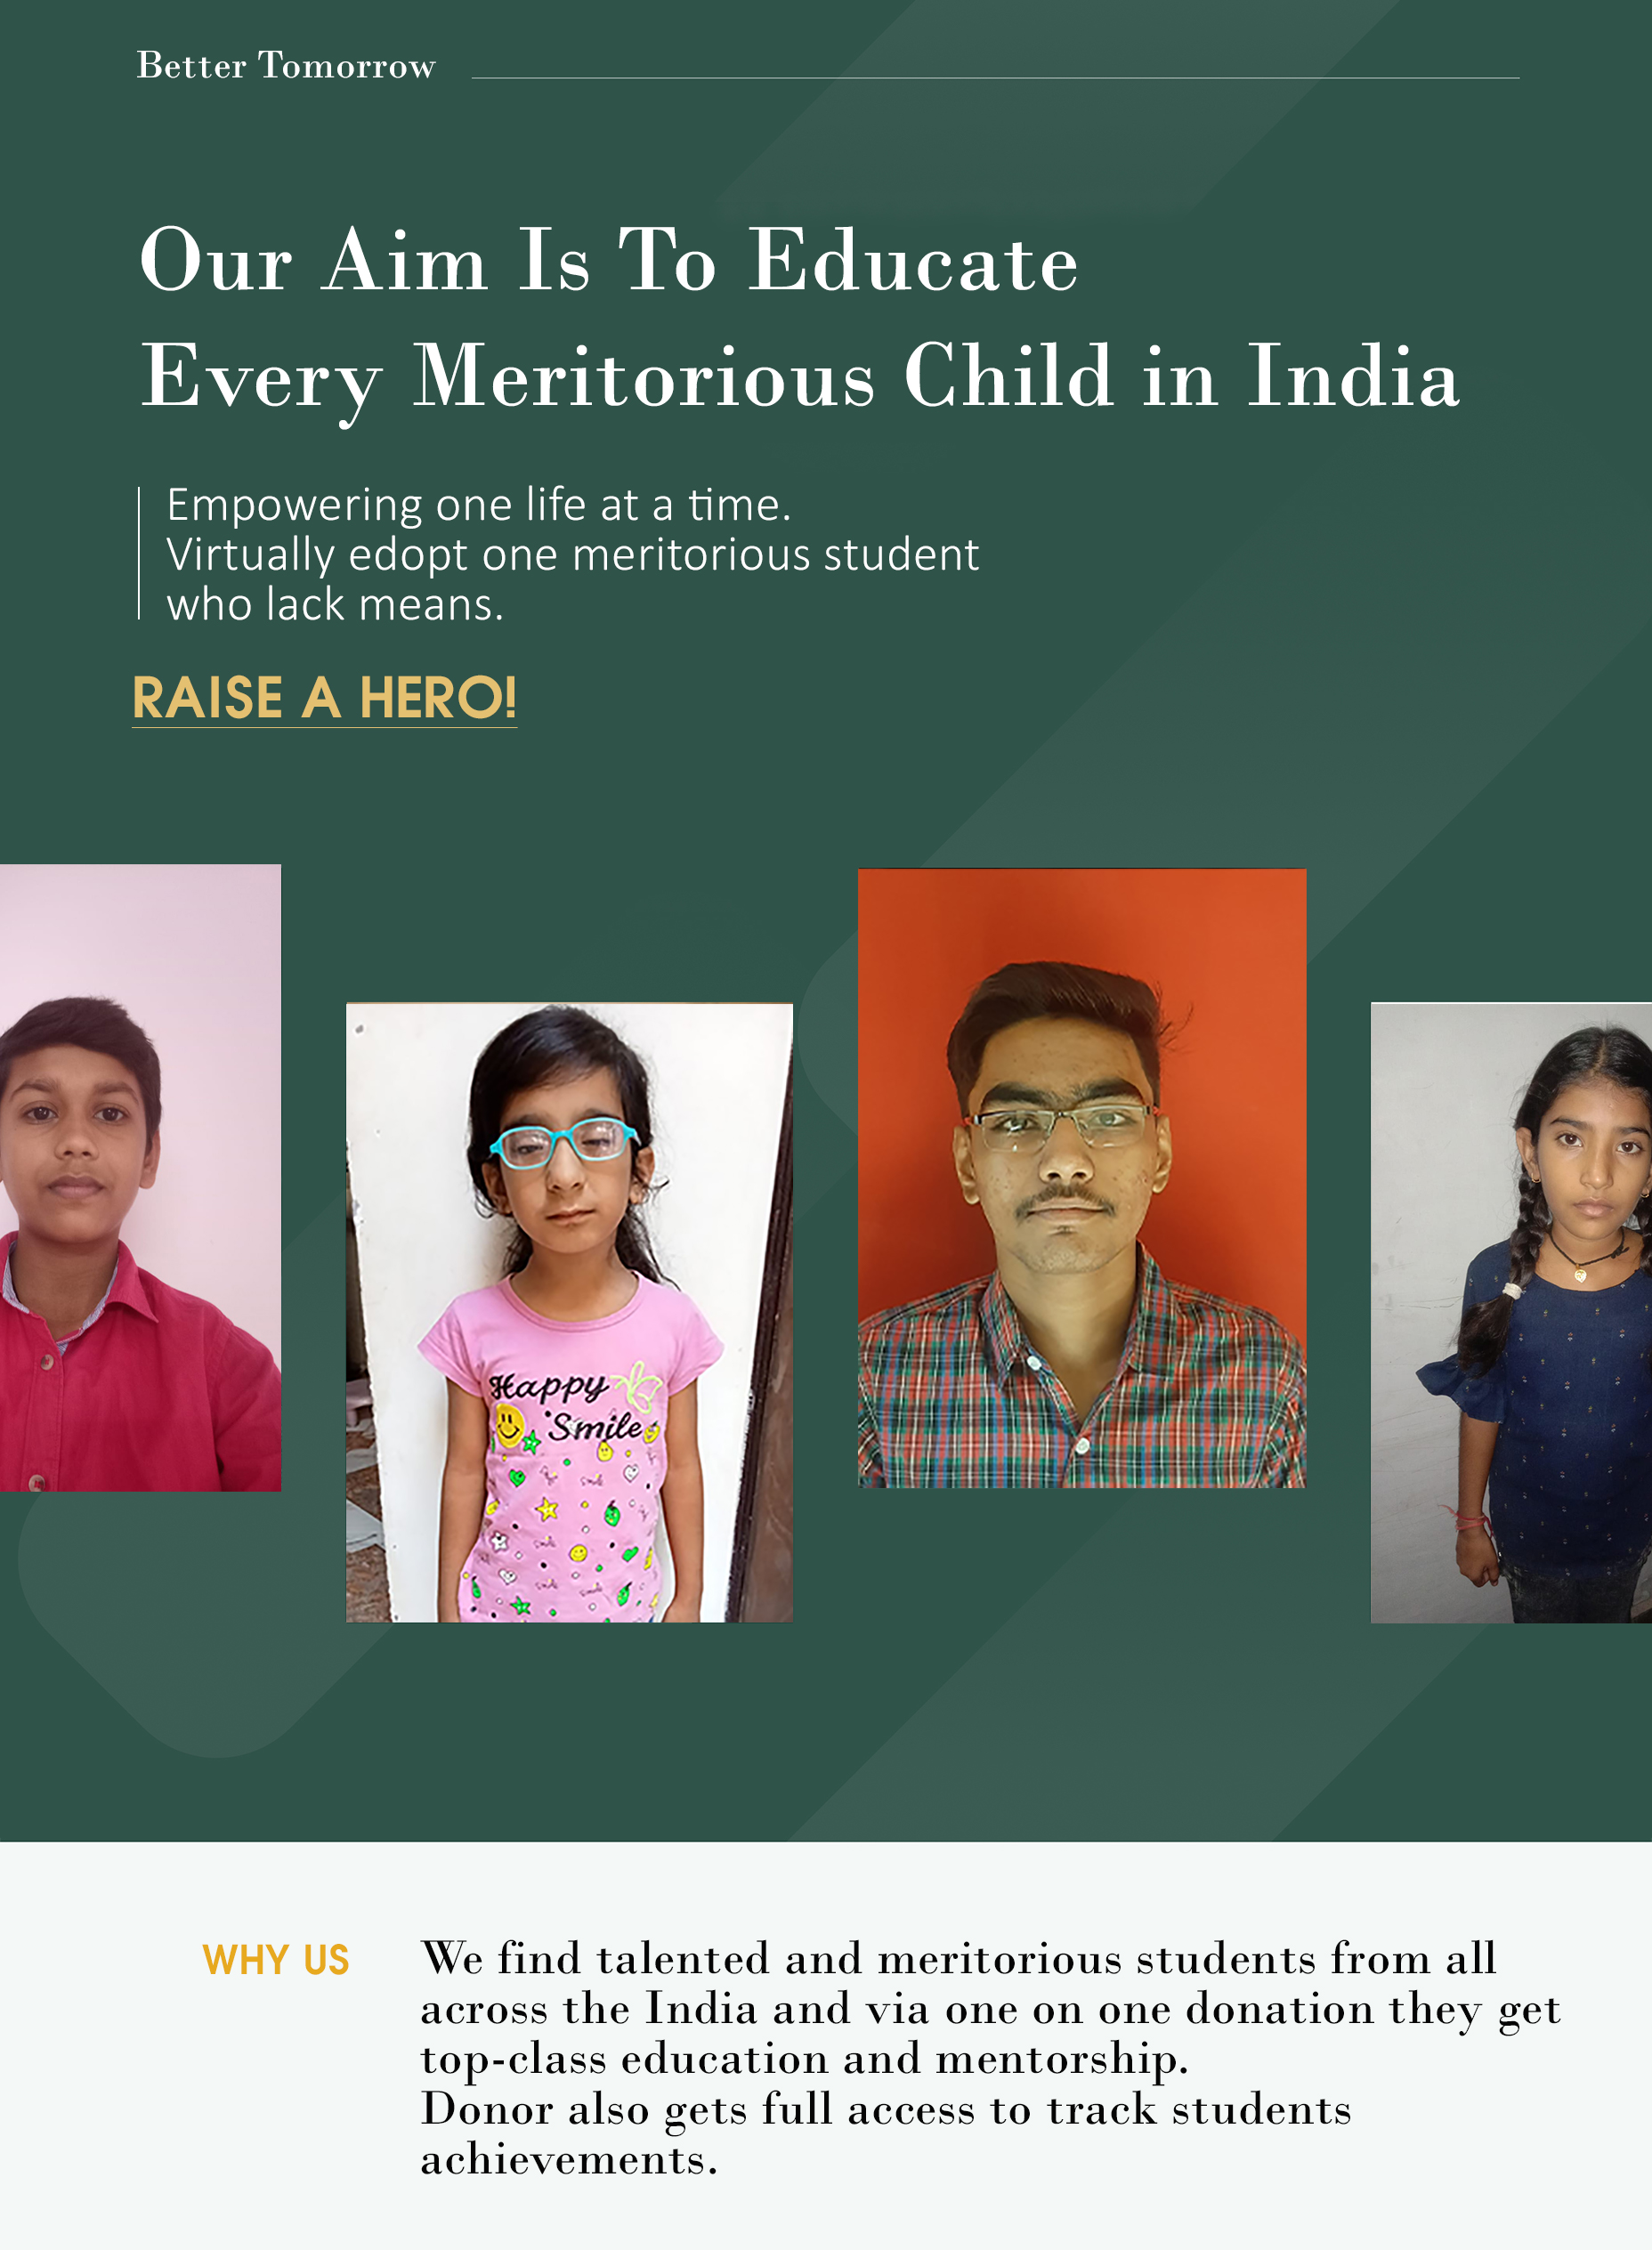 Better Tomorrow
Our Aim Is To Educate
Every Meritorious Child in India
Empowering one life at a time.
Virtually edopt one meritorious student
who lack means.
RAISE A HERO!
Happy
Smile
WHY US
We find talented and meritorious students from all
across the India and via one on one donation they get
top-class education and mentorship.
Donor also gets full access to track students
achievements.